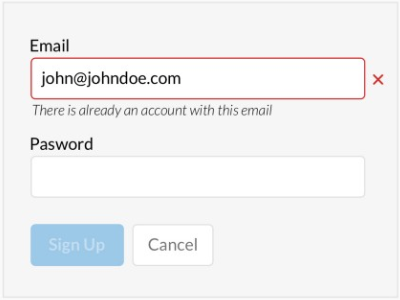 Email
john@johndoe.com
There is already an account with this email
Pasword
Sign Up
Cancel